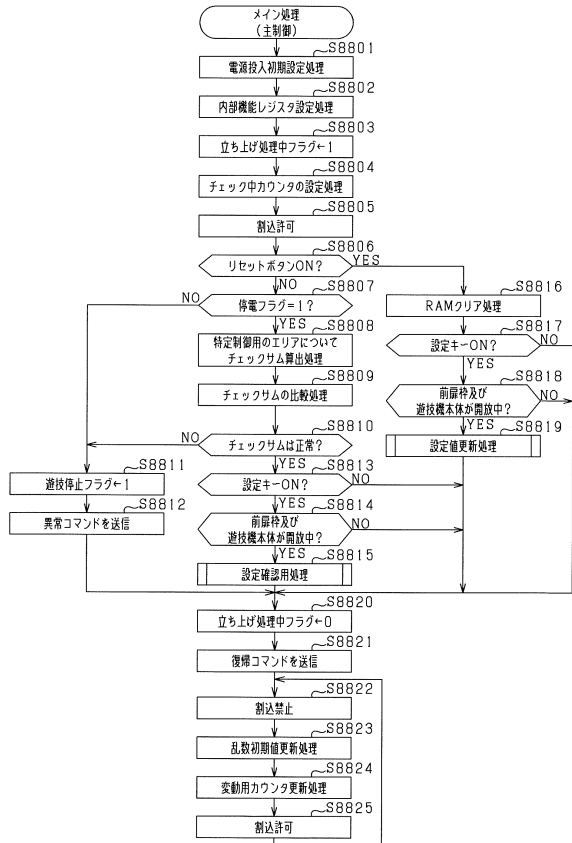 メイン処理
(主制御)
S8801
電源投入初期設定処理
S8802
内部機能レジスタ設定処理
S8803
立ち上げ処理中フラグ←1
S8804
チェック中カウンタの設定処理
S8805
割込許可
S8806
リセットボタンON?
YES
NO
S8807
NO
停電フラグ=1?
YES
S8808
特定制御用のエリアについて
チェックサム算出処理
S8809
チェックサムの比較処理
S8810
NO
チェックサムは正常?
YES
S8811
遊技停止フラグ←1
S8812
異常コマンドを送信
S8813
設定キーON?
NO
YES
S8814
前扉枠及び
遊技機本体が開放中?
NO
YES
S8815
設定確認用処理
S8816
RAMクリア処理
S8817
設定キーON?
NO
YES
S8818
前扉枠及び
遊技機本体が開放中?
NO
YES
S8819
設定値更新処理
S8820
立ち上げ処理中フラグ←0
S8821
復帰コマンドを送信
S8822
割込禁止
S8823
乱数初期値更新処理
S8824
変動用カウンタ更新処理
S8825
割込許可